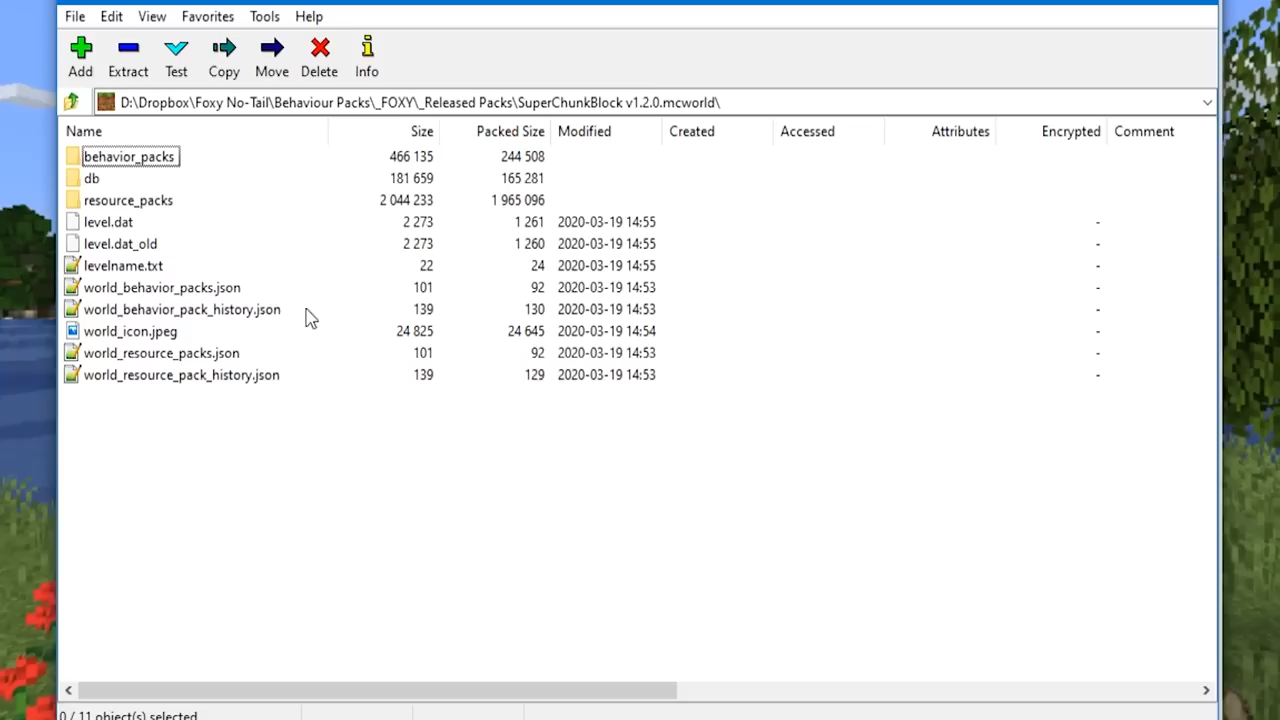 File Edit View Favorites Tools Help
Add Extract Test Copy Move Delete Info
D:\Dropbox\Foxy No-Tail\Behaviour Packs\_FOXY\_Released Packs\SuperChunkBlock v1.2.0.mcworld\
Name Size Packed Size Modified Created Accessed Attributes Encrypted Comment
behavior_packs 466 135 244 508
db 181 659 165 281
resource_packs 2 044 233 1 965 096
level.dat 2 273 1 261 2020-03-19 14:55 -
level.dat_old 2 273 1 260 2020-03-19 14:55 -
levelname.txt 22 24 2020-03-19 14:55 -
world_behavior_packs.json 101 92 2020-03-19 14:53 -
world_behavior_pack_history.json 139 130 2020-03-19 14:53 -
world_icon.jpeg 24 825 24 645 2020-03-19 14:54 -
world_resource_packs.json 101 92 2020-03-19 14:53 -
world_resource_pack_history.json 139 129 2020-03-19 14:53 -
0 / 11 object(s) selected